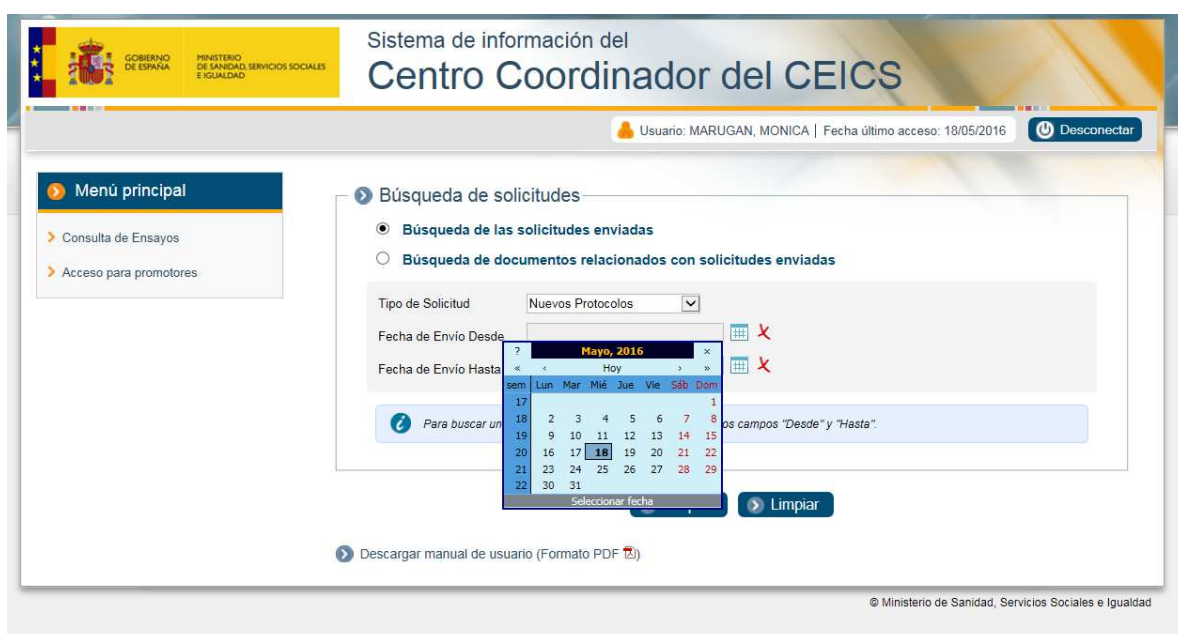 GOBIERNO
DE ESPAÑA
MINISTERIO
DE SANIDAD, SERVICIOS SOCIALES
E IGUALDAD
Sistema de información del
Centro Coordinador del CEICS
Usuario: MARUGAN, MONICA | Fecha último acceso: 18/05/2016
Desconectar
Menú principal
Consulta de Ensayos
Acceso para promotores
Búsqueda de solicitudes
Búsqueda de las solicitudes enviadas
Búsqueda de documentos relacionados con solicitudes enviadas
Tipo de Solicitud Nuevos Protocolos
Fecha de Envío Desde
Fecha de Envío Hasta
? Mayo, 2016 ×
« ‹ Hoy › »
sem Lun Mar Mié Jue Vie Sáb Dom
17 1
18 2 3 4 5 6 7 8
19 9 10 11 12 13 14 15
20 16 17 18 19 20 21 22
21 23 24 25 26 27 28 29
22 30 31
Seleccionar fecha
Para buscar un
os campos "Desde" y "Hasta".
Limpiar
Descargar manual de usuario (Formato PDF)
© Ministerio de Sanidad, Servicios Sociales e Igualdad